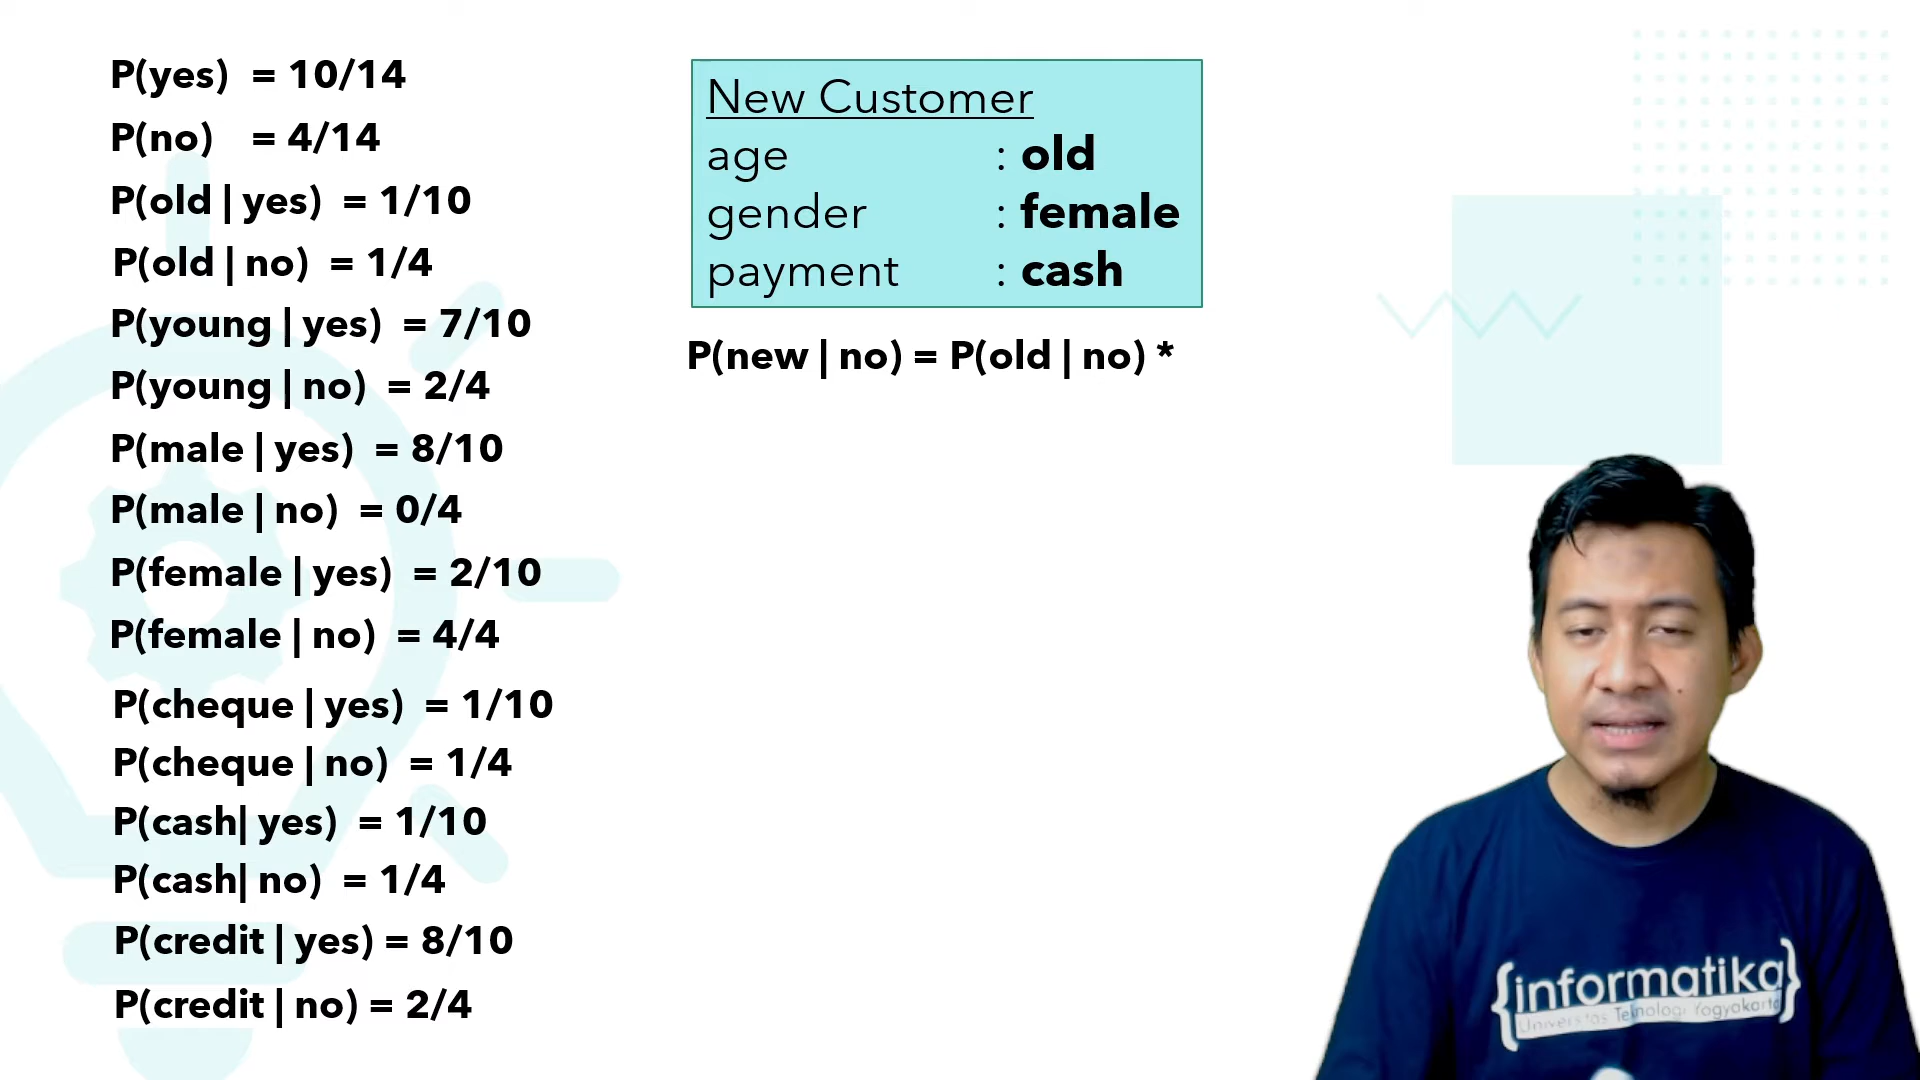 P(yes) = 10/14
P(no) = 4/14
P(old | yes) = 1/10
P(old | no) = 1/4
P(young | yes) = 7/10
P(young | no) = 2/4
P(male | yes) = 8/10
P(male | no) = 0/4
P(female | yes) = 2/10
P(female | no) = 4/4
P(cheque | yes) = 1/10
P(cheque | no) = 1/4
P(cash| yes) = 1/10
P(cash| no) = 1/4
P(credit | yes) = 8/10
P(credit | no) = 2/4
New Customer
age : old
gender : female
payment : cash
P(new | no) = P(old | no) *
{informatika}
Universitas Teknologi Yogyakarta